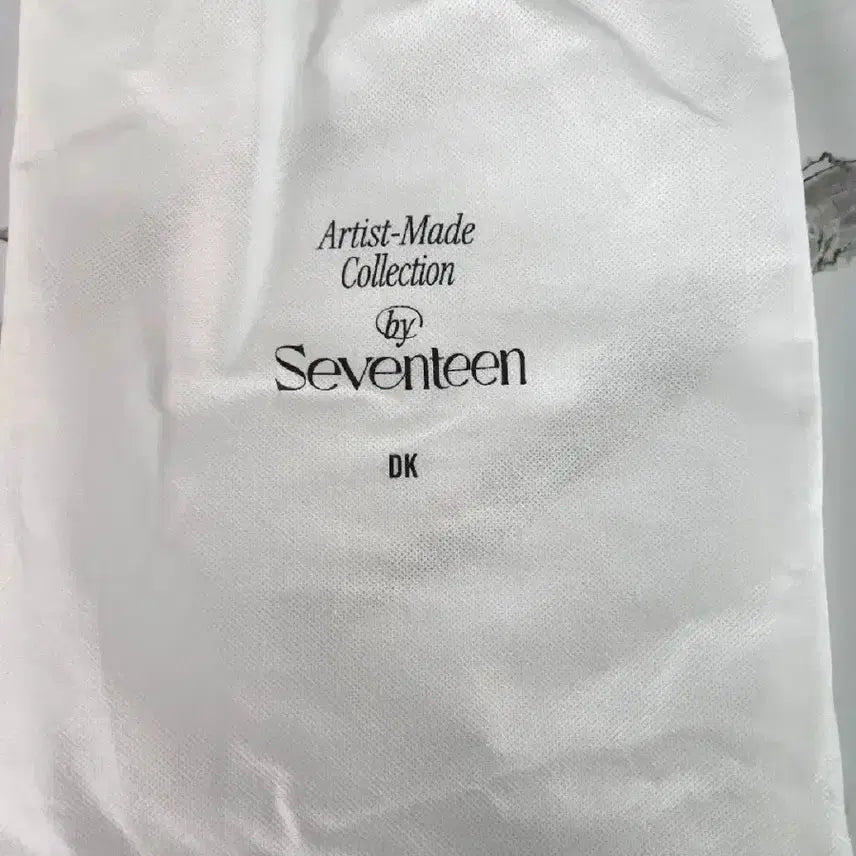 Artist-Made
Collection
by
Seventeen
DK